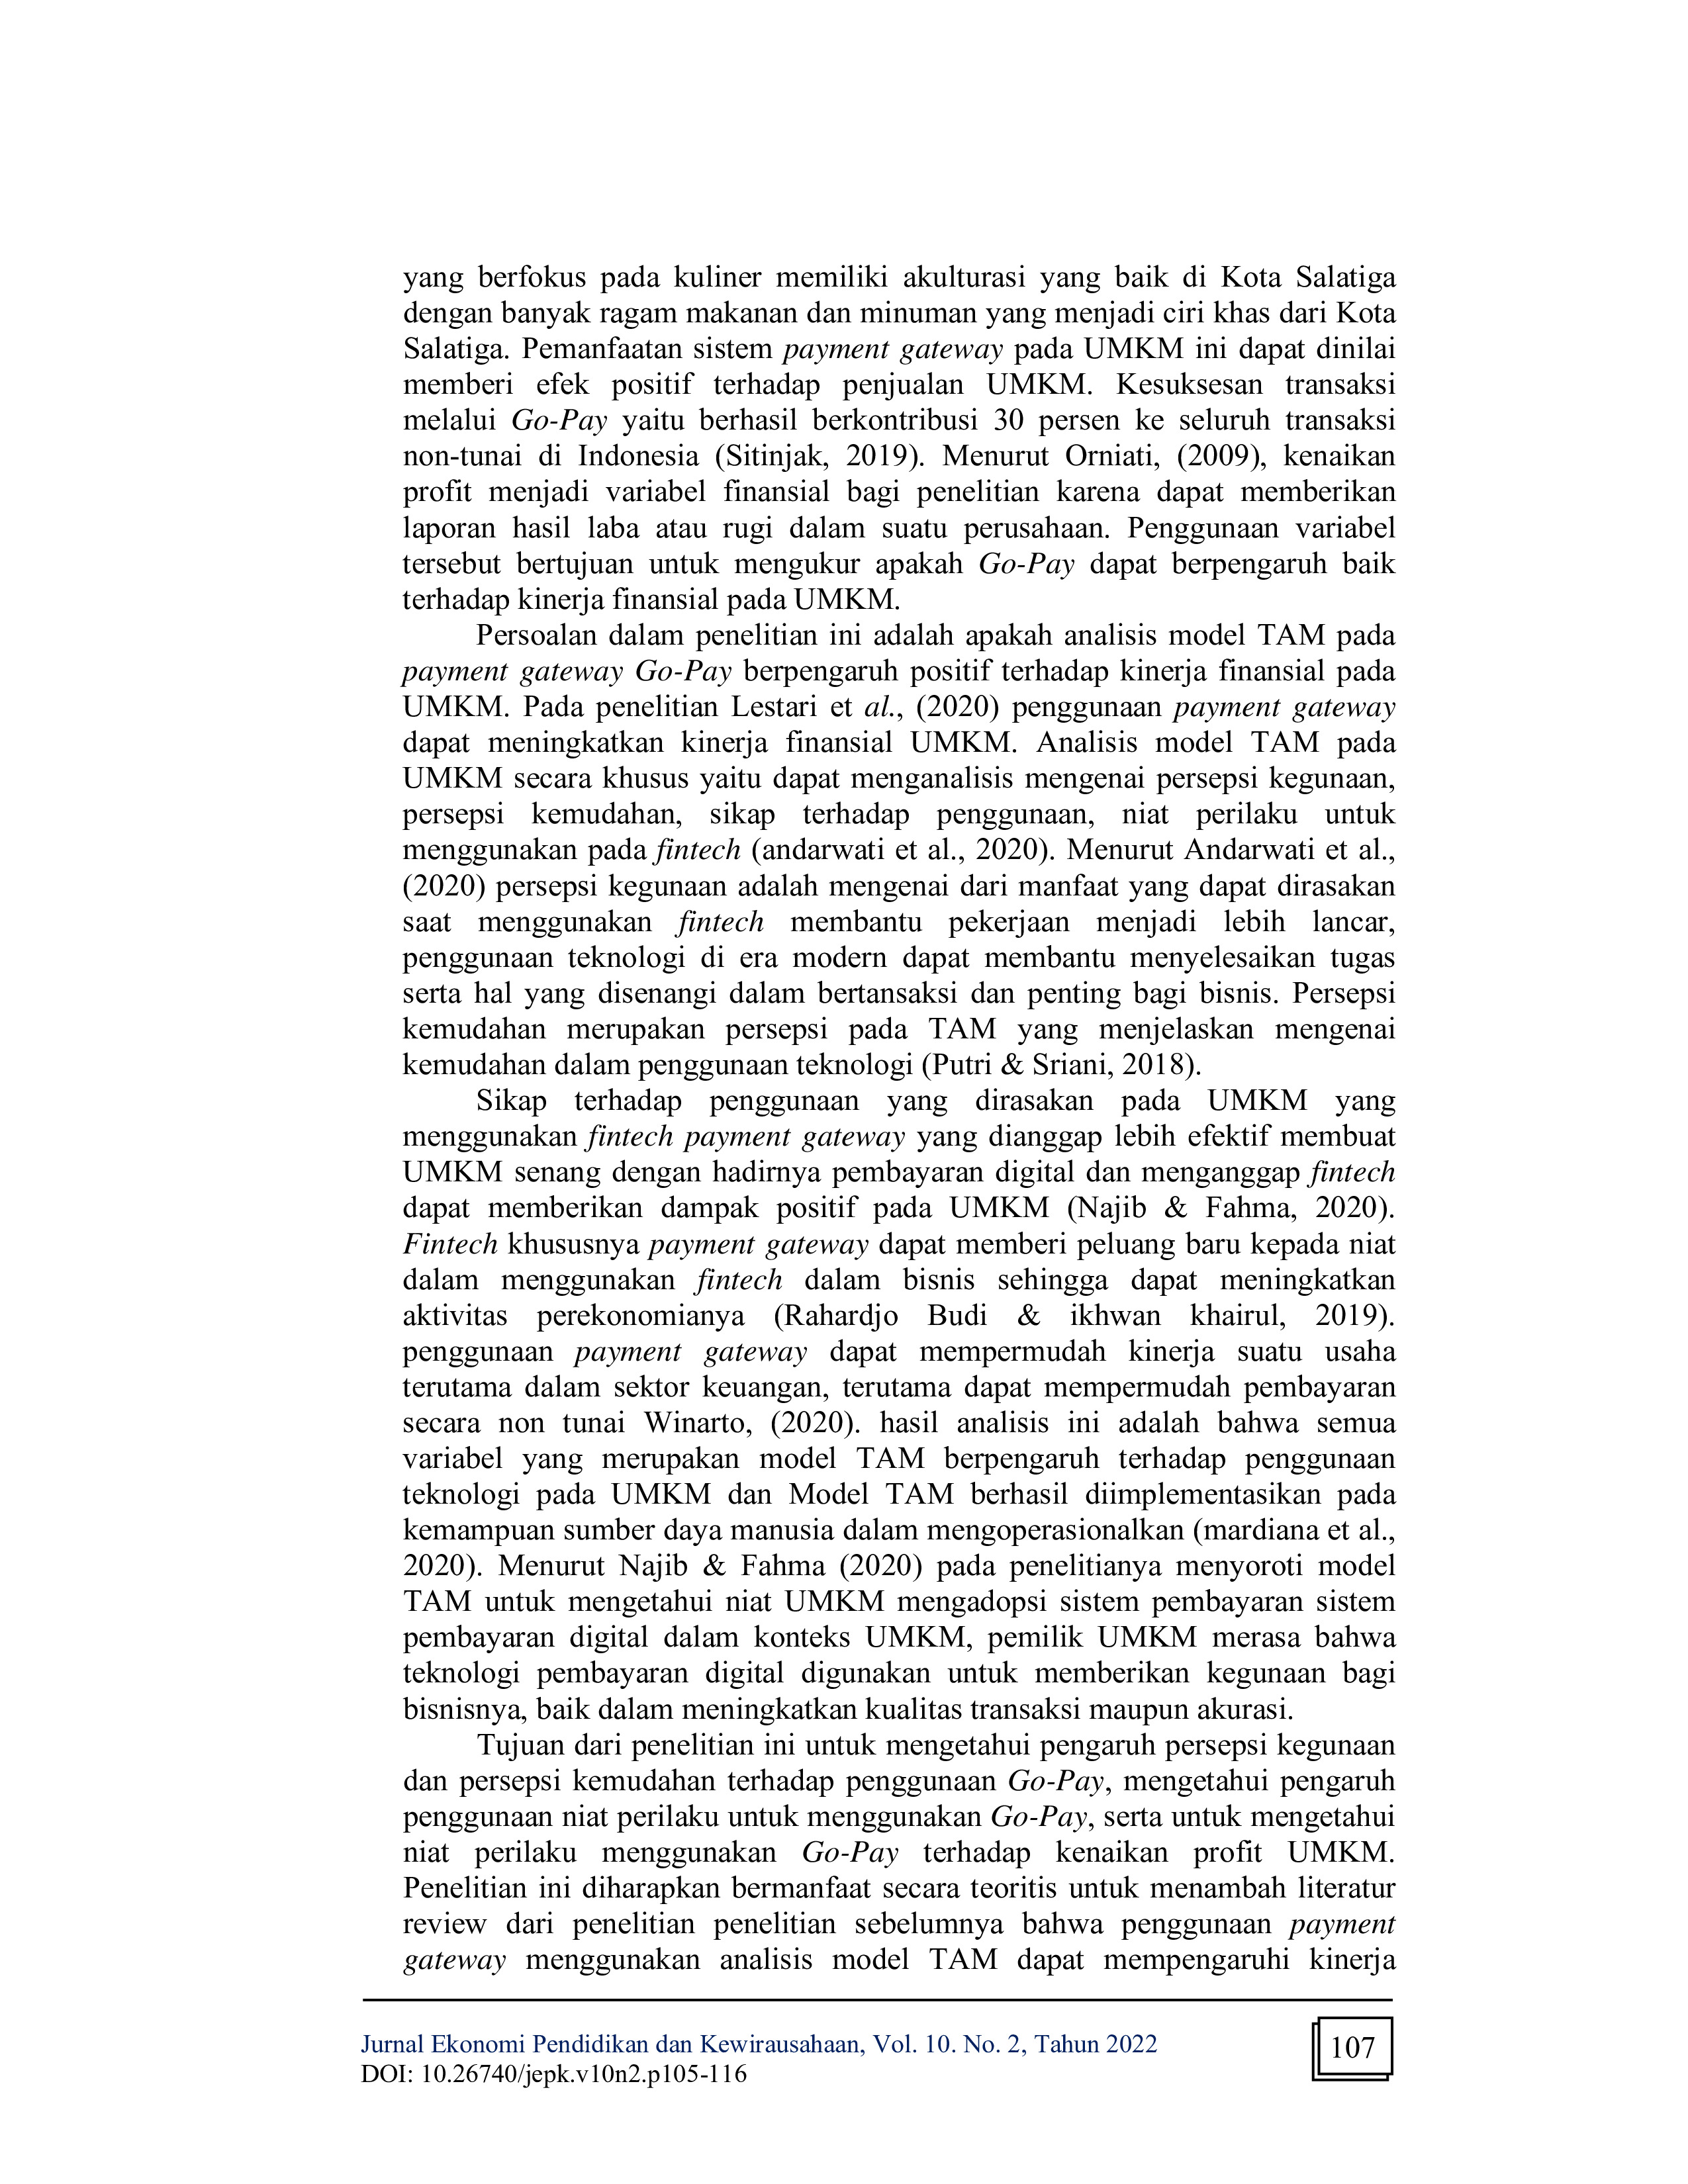 yang berfokus pada kuliner memiliki akulturasi yang baik di Kota Salatiga
dengan banyak ragam makanan dan minuman yang menjadi ciri khas dari Kota
Salatiga. Pemanfaatan sistem payment gateway pada UMKM ini dapat dinilai
memberi efek positif terhadap penjualan UMKM. Kesuksesan transaksi
melalui Go-Pay yaitu berhasil berkontribusi 30 persen ke seluruh transaksi
non-tunai di Indonesia (Sitinjak, 2019). Menurut Orniati, (2009), kenaikan
profit menjadi variabel finansial bagi penelitian karena dapat memberikan
laporan hasil laba atau rugi dalam suatu perusahaan. Penggunaan variabel
tersebut bertujuan untuk mengukur apakah Go-Pay dapat berpengaruh baik
terhadap kinerja finansial pada UMKM.
Persoalan dalam penelitian ini adalah apakah analisis model TAM pada
payment gateway Go-Pay berpengaruh positif terhadap kinerja finansial pada
UMKM. Pada penelitian Lestari et al., (2020) penggunaan payment gateway
dapat meningkatkan kinerja finansial UMKM. Analisis model TAM pada
UMKM secara khusus yaitu dapat menganalisis mengenai persepsi kegunaan,
persepsi kemudahan, sikap terhadap penggunaan, niat perilaku untuk
menggunakan pada fintech (andarwati et al., 2020). Menurut Andarwati et al.,
(2020) persepsi kegunaan adalah mengenai dari manfaat yang dapat dirasakan
saat menggunakan fintech membantu pekerjaan menjadi lebih lancar,
penggunaan teknologi di era modern dapat membantu menyelesaikan tugas
serta hal yang disenangi dalam bertansaksi dan penting bagi bisnis. Persepsi
kemudahan merupakan persepsi pada TAM yang menjelaskan mengenai
kemudahan dalam penggunaan teknologi (Putri & Sriani, 2018).
Sikap terhadap penggunaan yang dirasakan pada UMKM yang
menggunakan fintech payment gateway yang dianggap lebih efektif membuat
UMKM senang dengan hadirnya pembayaran digital dan menganggap fintech
dapat memberikan dampak positif pada UMKM (Najib & Fahma, 2020).
Fintech khususnya payment gateway dapat memberi peluang baru kepada niat
dalam menggunakan fintech dalam bisnis sehingga dapat meningkatkan
aktivitas perekonomianya (Rahardjo Budi & ikhwan khairul, 2019).
penggunaan payment gateway dapat mempermudah kinerja suatu usaha
terutama dalam sektor keuangan, terutama dapat mempermudah pembayaran
secara non tunai Winarto, (2020). hasil analisis ini adalah bahwa semua
variabel yang merupakan model TAM berpengaruh terhadap penggunaan
teknologi pada UMKM dan Model TAM berhasil diimplementasikan pada
kemampuan sumber daya manusia dalam mengoperasionalkan (mardiana et al.,
2020). Menurut Najib & Fahma (2020) pada penelitianya menyoroti model
TAM untuk mengetahui niat UMKM mengadopsi sistem pembayaran sistem
pembayaran digital dalam konteks UMKM, pemilik UMKM merasa bahwa
teknologi pembayaran digital digunakan untuk memberikan kegunaan bagi
bisnisnya, baik dalam meningkatkan kualitas transaksi maupun akurasi.
Tujuan dari penelitian ini untuk mengetahui pengaruh persepsi kegunaan
dan persepsi kemudahan terhadap penggunaan Go-Pay, mengetahui pengaruh
penggunaan niat perilaku untuk menggunakan Go-Pay, serta untuk mengetahui
niat perilaku menggunakan Go-Pay terhadap kenaikan profit UMKM.
Penelitian ini diharapkan bermanfaat secara teoritis untuk menambah literatur
review dari penelitian penelitian sebelumnya bahwa penggunaan payment
gateway menggunakan analisis model TAM dapat mempengaruhi kinerja
Jurnal Ekonomi Pendidikan dan Kewirausahaan, Vol. 10. No. 2, Tahun 2022
DOI: 10.26740/jepk.v10n2.p105-116
107